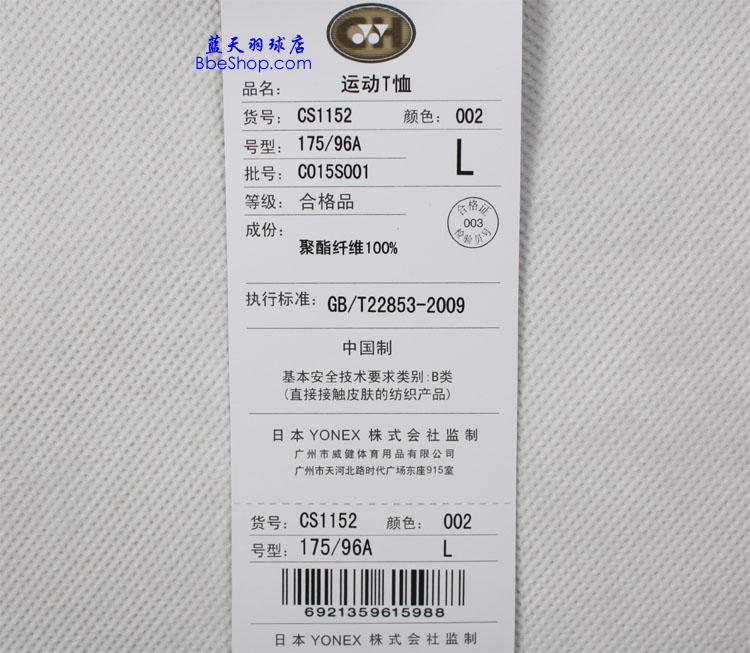 蓝天羽球店
BbeShop.com
品名： 运动T恤
货号： CS1152 颜色： 002
号型： 175/96A L
批号： C015S001
等级： 合格品
合格证
003
检验员号
成份：
聚酯纤维100%
执行标准： GB/T22853-2009
中国制
基本安全技术要求类别:B类
(直接接触皮肤的纺织产品)
日本 YONEX 株式会社监制
广州市威健体育用品有限公司
广州市天河北路时代广场东座915室
货号： CS1152 颜色： 002
号型： 175/96A L
6921359615988
日本 YONEX 株式会社监制